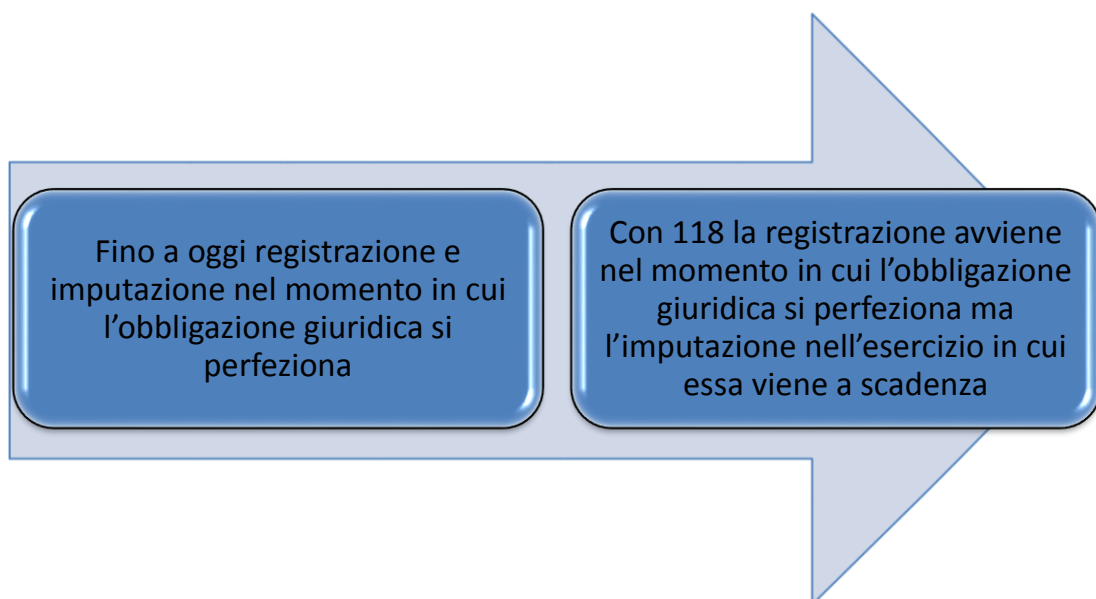 Fino a oggi registrazione e
imputazione nel momento in cui
l’obbligazione giuridica si
perfeziona
Con 118 la registrazione avviene
nel momento in cui l’obbligazione
giuridica si perfeziona ma
l’imputazione nell’esercizio in cui
essa viene a scadenza